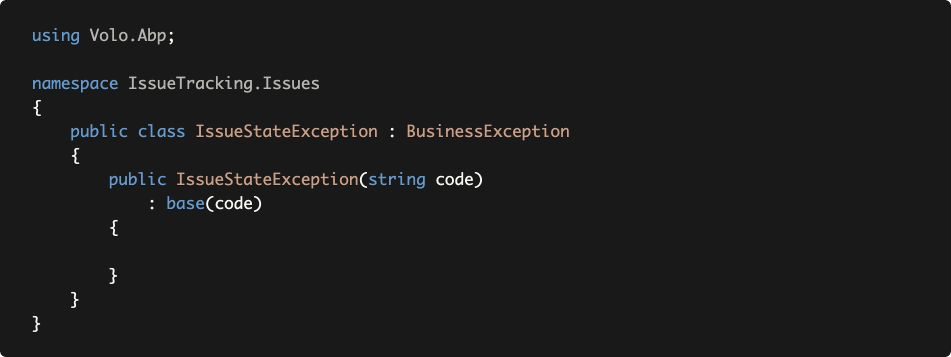 using Volo.Abp;

namespace IssueTracking.Issues
{
    public class IssueStateException : BusinessException
    {
        public IssueStateException(string code)
            : base(code)
        {

        }
    }
}